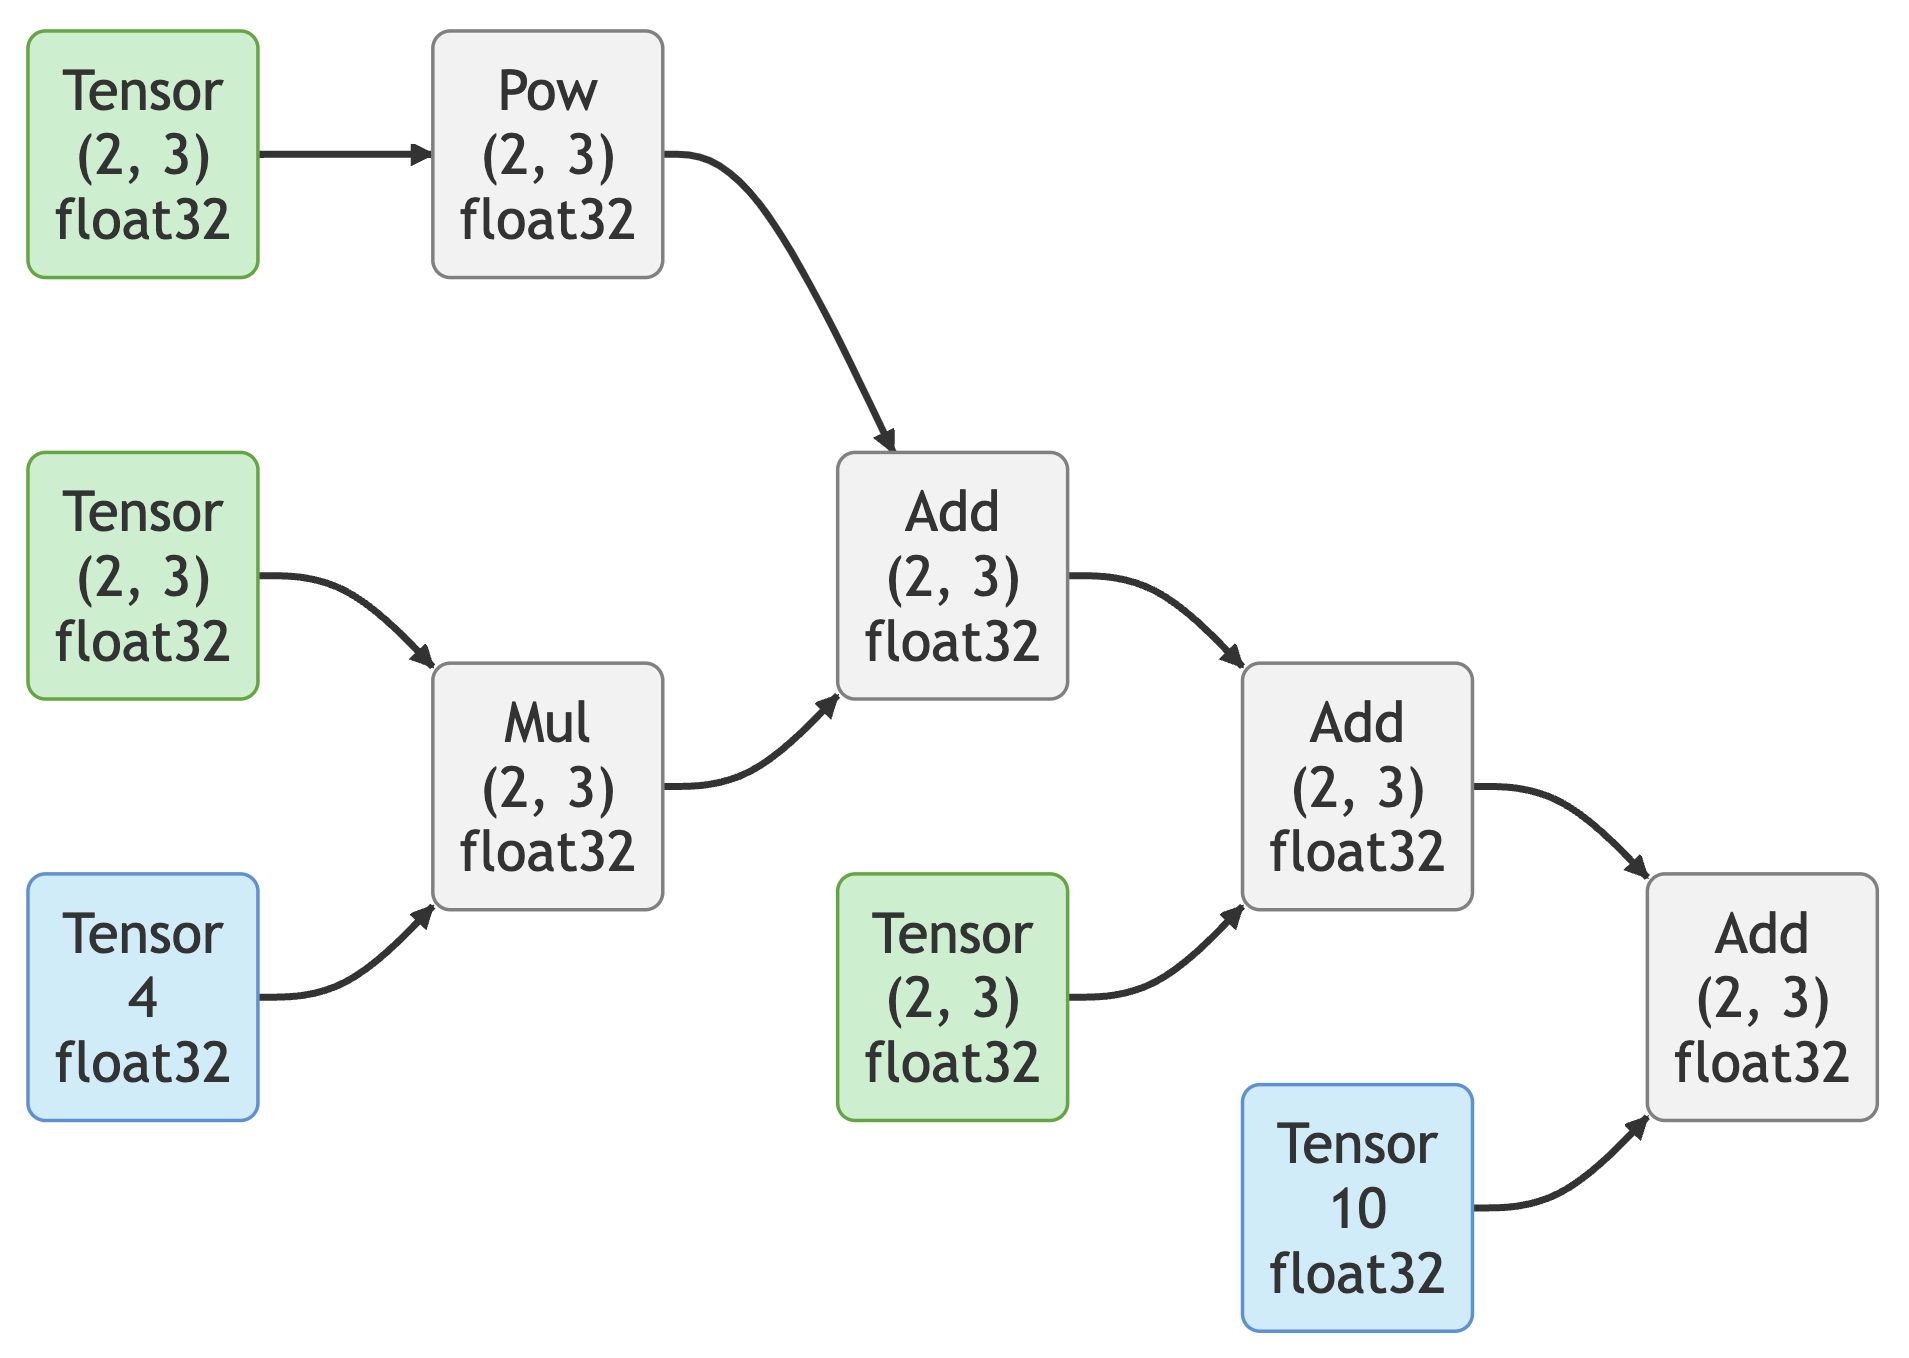 Tensor
(2, 3)
float32
Pow
(2, 3)
float32
Tensor
(2, 3)
float32
Add
(2, 3)
float32
Mul
(2, 3)
float32
Add
(2, 3)
float32
Tensor
4
float32
Tensor
(2, 3)
float32
Add
(2, 3)
float32
Tensor
10
float32